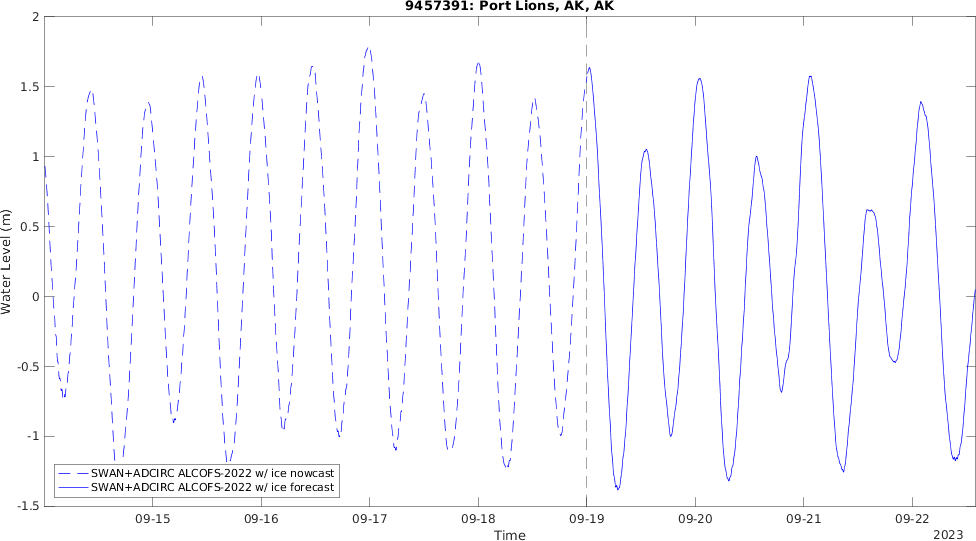 9457391: Port Lions, AK, AK
2
1.5
1
0.5
0
-0.5
-1
-1.5
Water Level (m)
SWAN+ADCIRC ALCOFS-2022 w/ ice nowcast
SWAN+ADCIRC ALCOFS-2022 w/ ice forecast
09-15 09-16 09-17 09-18 09-19 09-20 09-21 09-22
Time
2023